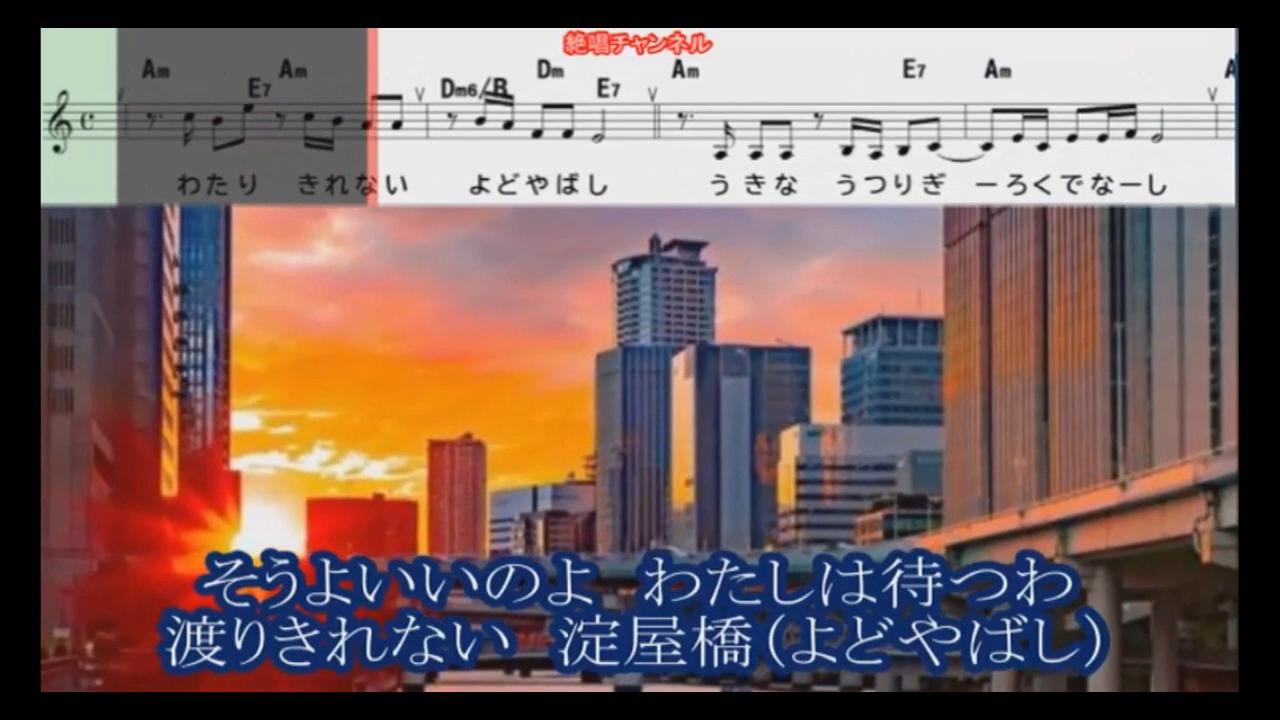 絶唱チャンネル
Am E7 Am Dm6/B Dm E7 Am E7 Am A
わたり きれない よどやばし うきな うつりぎ ーろくでなーし
そうよいいのよ わたしは待つわ
渡りきれない 淀屋橋(よどやばし)